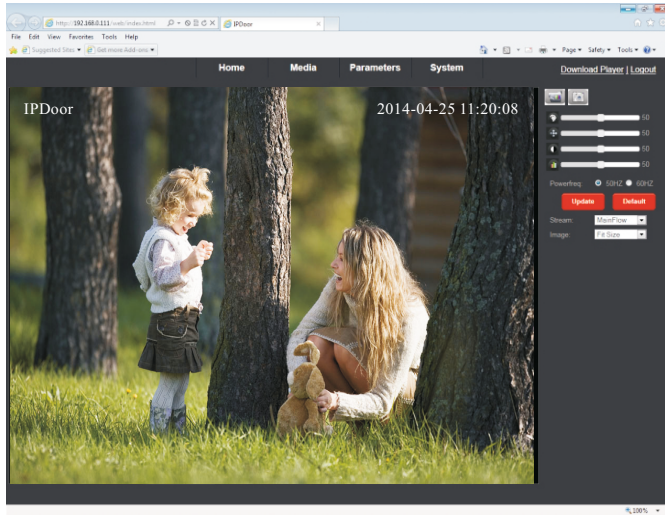 http://192.168.0.111/web/index.html
IPDoor
File Edit View Favorites Tools Help
Suggested Sites Get more Add-ons
Page Safety Tools
Home Media Parameters System
Download Player | Logout
IPDoor 2014-04-25 11:20:08
50
50
50
50
Powerfreq: 50HZ 60HZ
Update Default
Stream: MainFlow
Image: Fit Size
100%